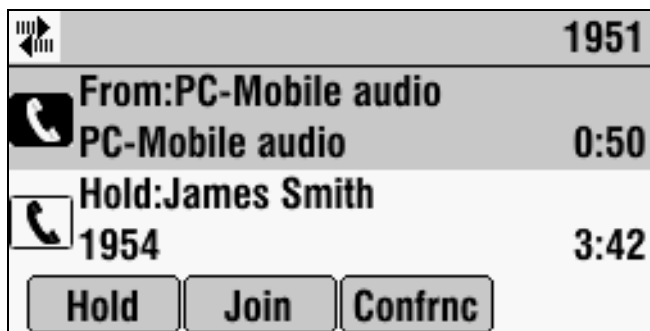 1951
From:PC-Mobile audio
PC-Mobile audio 0:50
Hold:James Smith
1954 3:42
Hold Join Confrnc